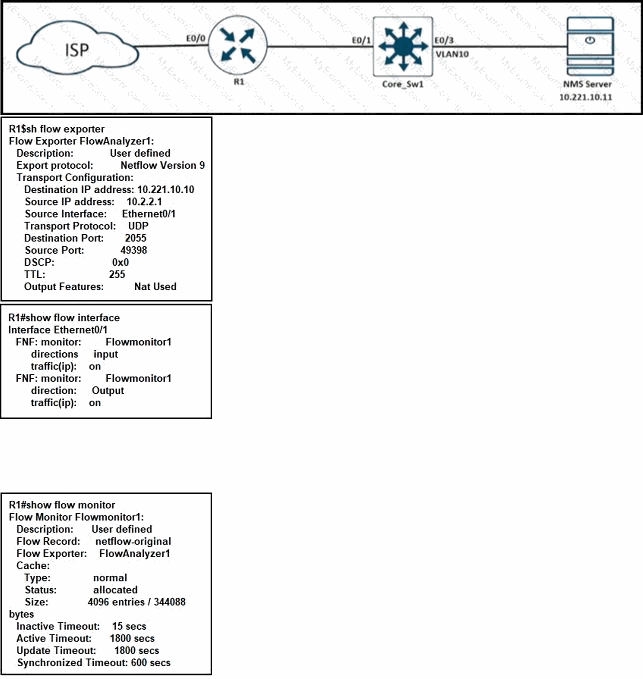 ISP
E0/0
R1
E0/1
Core_Sw1
E0/3
VLAN10
NMS Server
10.221.10.11
R1$sh flow exporter
Flow Exporter FlowAnalyzer1:
Description: User defined
Export protocol: Netflow Version 9
Transport Configuration:
Destination IP address: 10.221.10.10
Source IP address: 10.2.2.1
Source Interface: Ethernet0/1
Transport Protocol: UDP
Destination Port: 2055
Source Port: 49398
DSCP: 0x0
TTL: 255
Output Features: Nat Used
R1#show flow interface
Interface Ethernet0/1
FNF: monitor: Flowmonitor1
directions input
traffic(ip): on
FNF: monitor: Flowmonitor1
direction: Output
traffic(ip): on
R1#show flow monitor
Flow Monitor Flowmonitor1:
Description: User defined
Flow Record: netflow-original
Flow Exporter: FlowAnalyzer1
Cache:
Type: normal
Status: allocated
Size: 4096 entries / 344088
bytes
Inactive Timeout: 15 secs
Active Timeout: 1800 secs
Update Timeout: 1800 secs
Synchronized Timeout: 600 secs